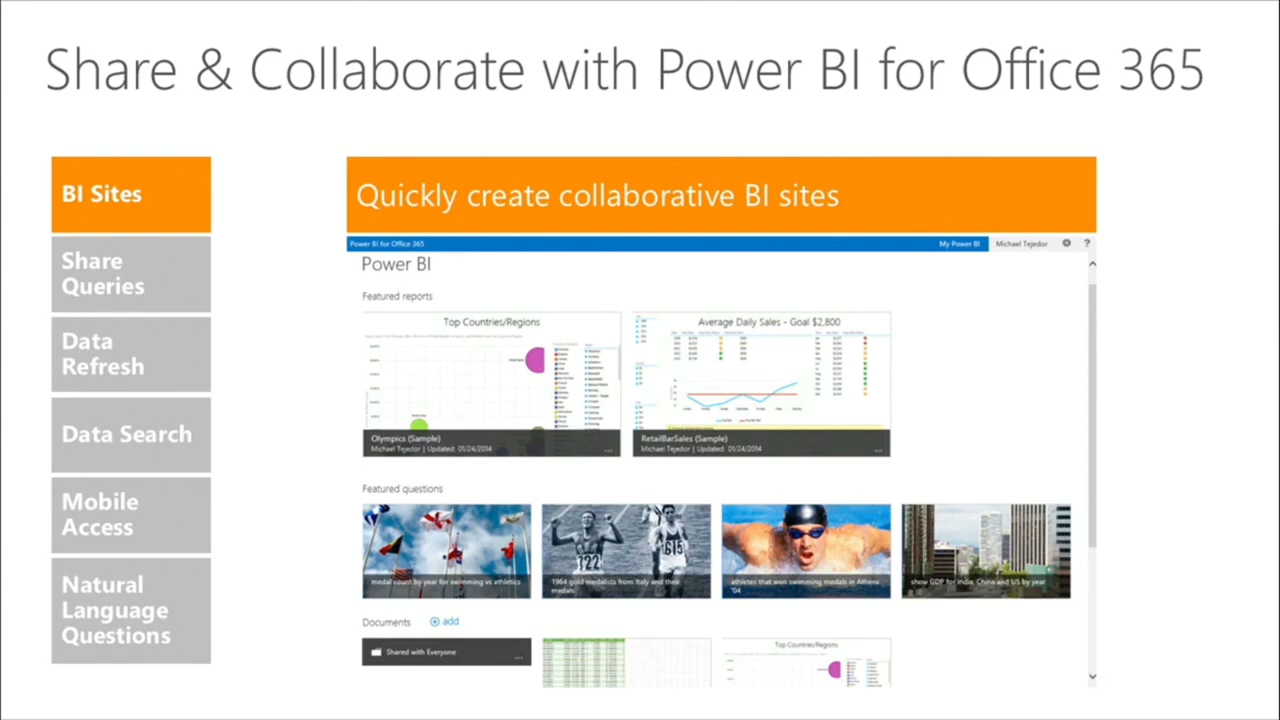 Share & Collaborate with Power BI for Office 365
BI Sites
Share
Queries
Data
Refresh
Data Search
Mobile
Access
Natural
Language
Questions
Quickly create collaborative BI sites
Power BI for Office 365
My Power BI
Michael Tejedor
?
Power BI
Featured reports
Top Countries/Regions
Olympics (Sample)
Michael Tejedor | Updated: 01/24/2014
...
Average Daily Sales - Goal $2,800
RetailBarSales (Sample)
Michael Tejedor | Updated: 01/24/2014
...
Featured questions
medal count by year for swimming vs athletics
722
615
1964 gold medalists from Italy and their
medals
athletes that won swimming medals in Athens
'04
show GDP for India, China and US by year
Documents
add
Shared with Everyone
...
Top Countries/Regions